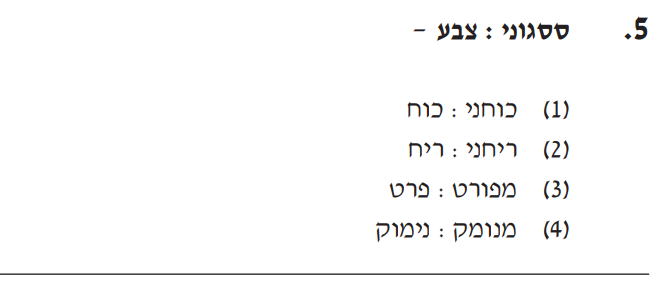 5. ססגוני : צבע –
(1) כוחני : כוח
(2) ריחני : ריח
(3) מפורט : פרט
(4) מנומק : נימוק